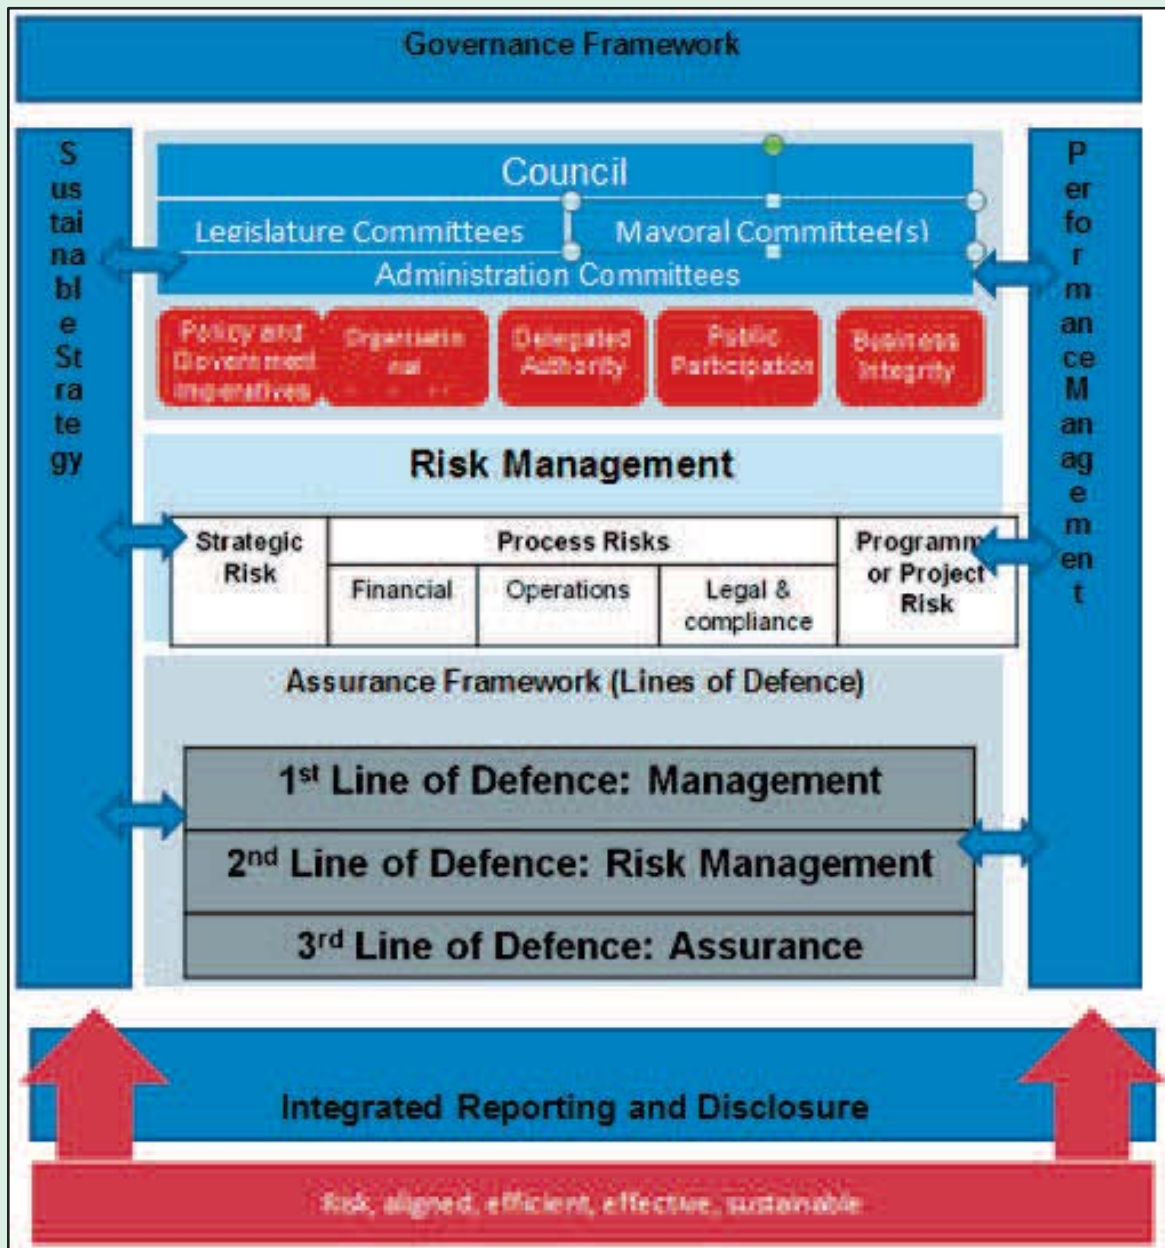 Governance Framework
S
us
tai
na
bl
e
St
ra
te
gy
Council
Legislature Committees
Mayoral Committee(s)
Administration Committees
Policy and
Government
Imperatives
Organisatio
nal
Delegated
Authority
Public
Participation
Business
Integrity
P
er
fo
r
m
an
ce
M
an
ag
e
m
en
t
Risk Management
Strategic
Risk
Process Risks
Financial
Operations
Legal &
compliance
Programm
or Project
Risk
Assurance Framework (Lines of Defence)
1st Line of Defence: Management
2nd Line of Defence: Risk Management
3rd Line of Defence: Assurance
Integrated Reporting and Disclosure
Risk, aligned, efficient, effective, sustainable